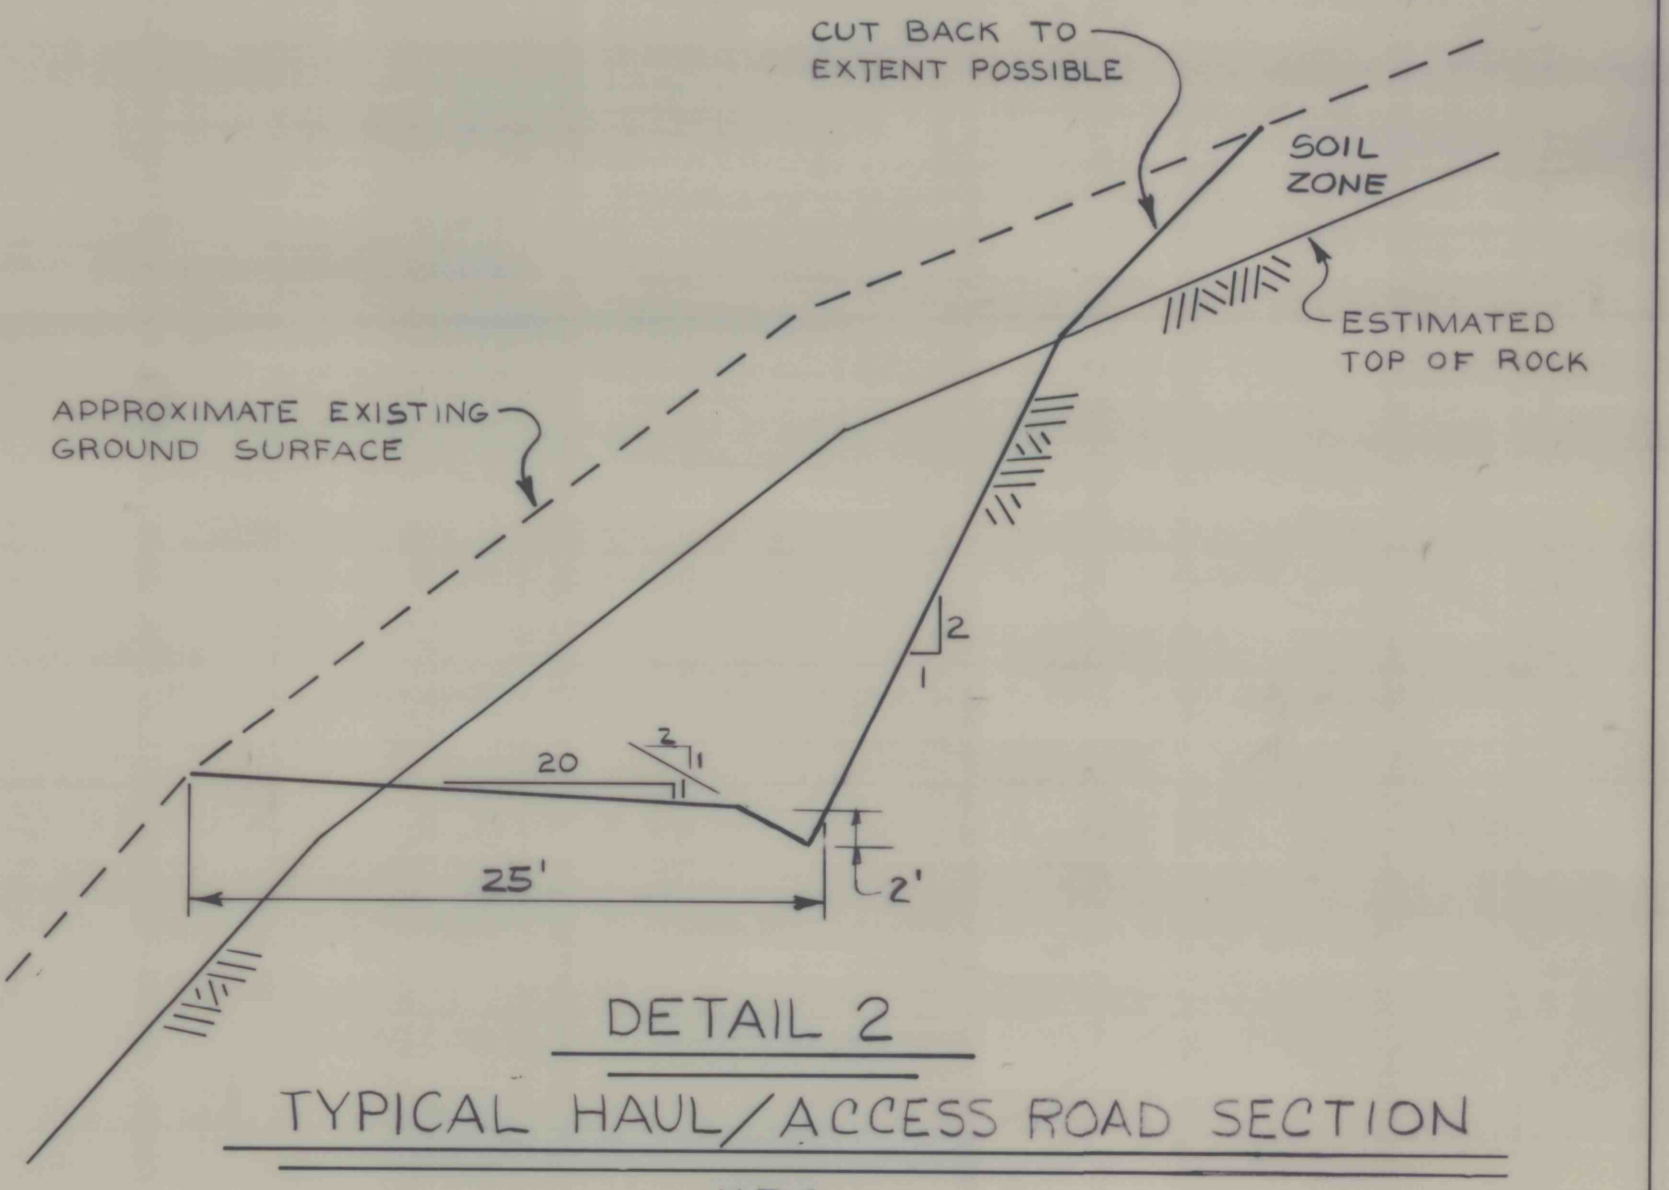 CUT BACK TO
EXTENT POSSIBLE
SOIL
ZONE
ESTIMATED
TOP OF ROCK
APPROXIMATE EXISTING
GROUND SURFACE
2
1
2
1
20
1
25'
2'
DETAIL 2
TYPICAL HAUL/ACCESS ROAD SECTION